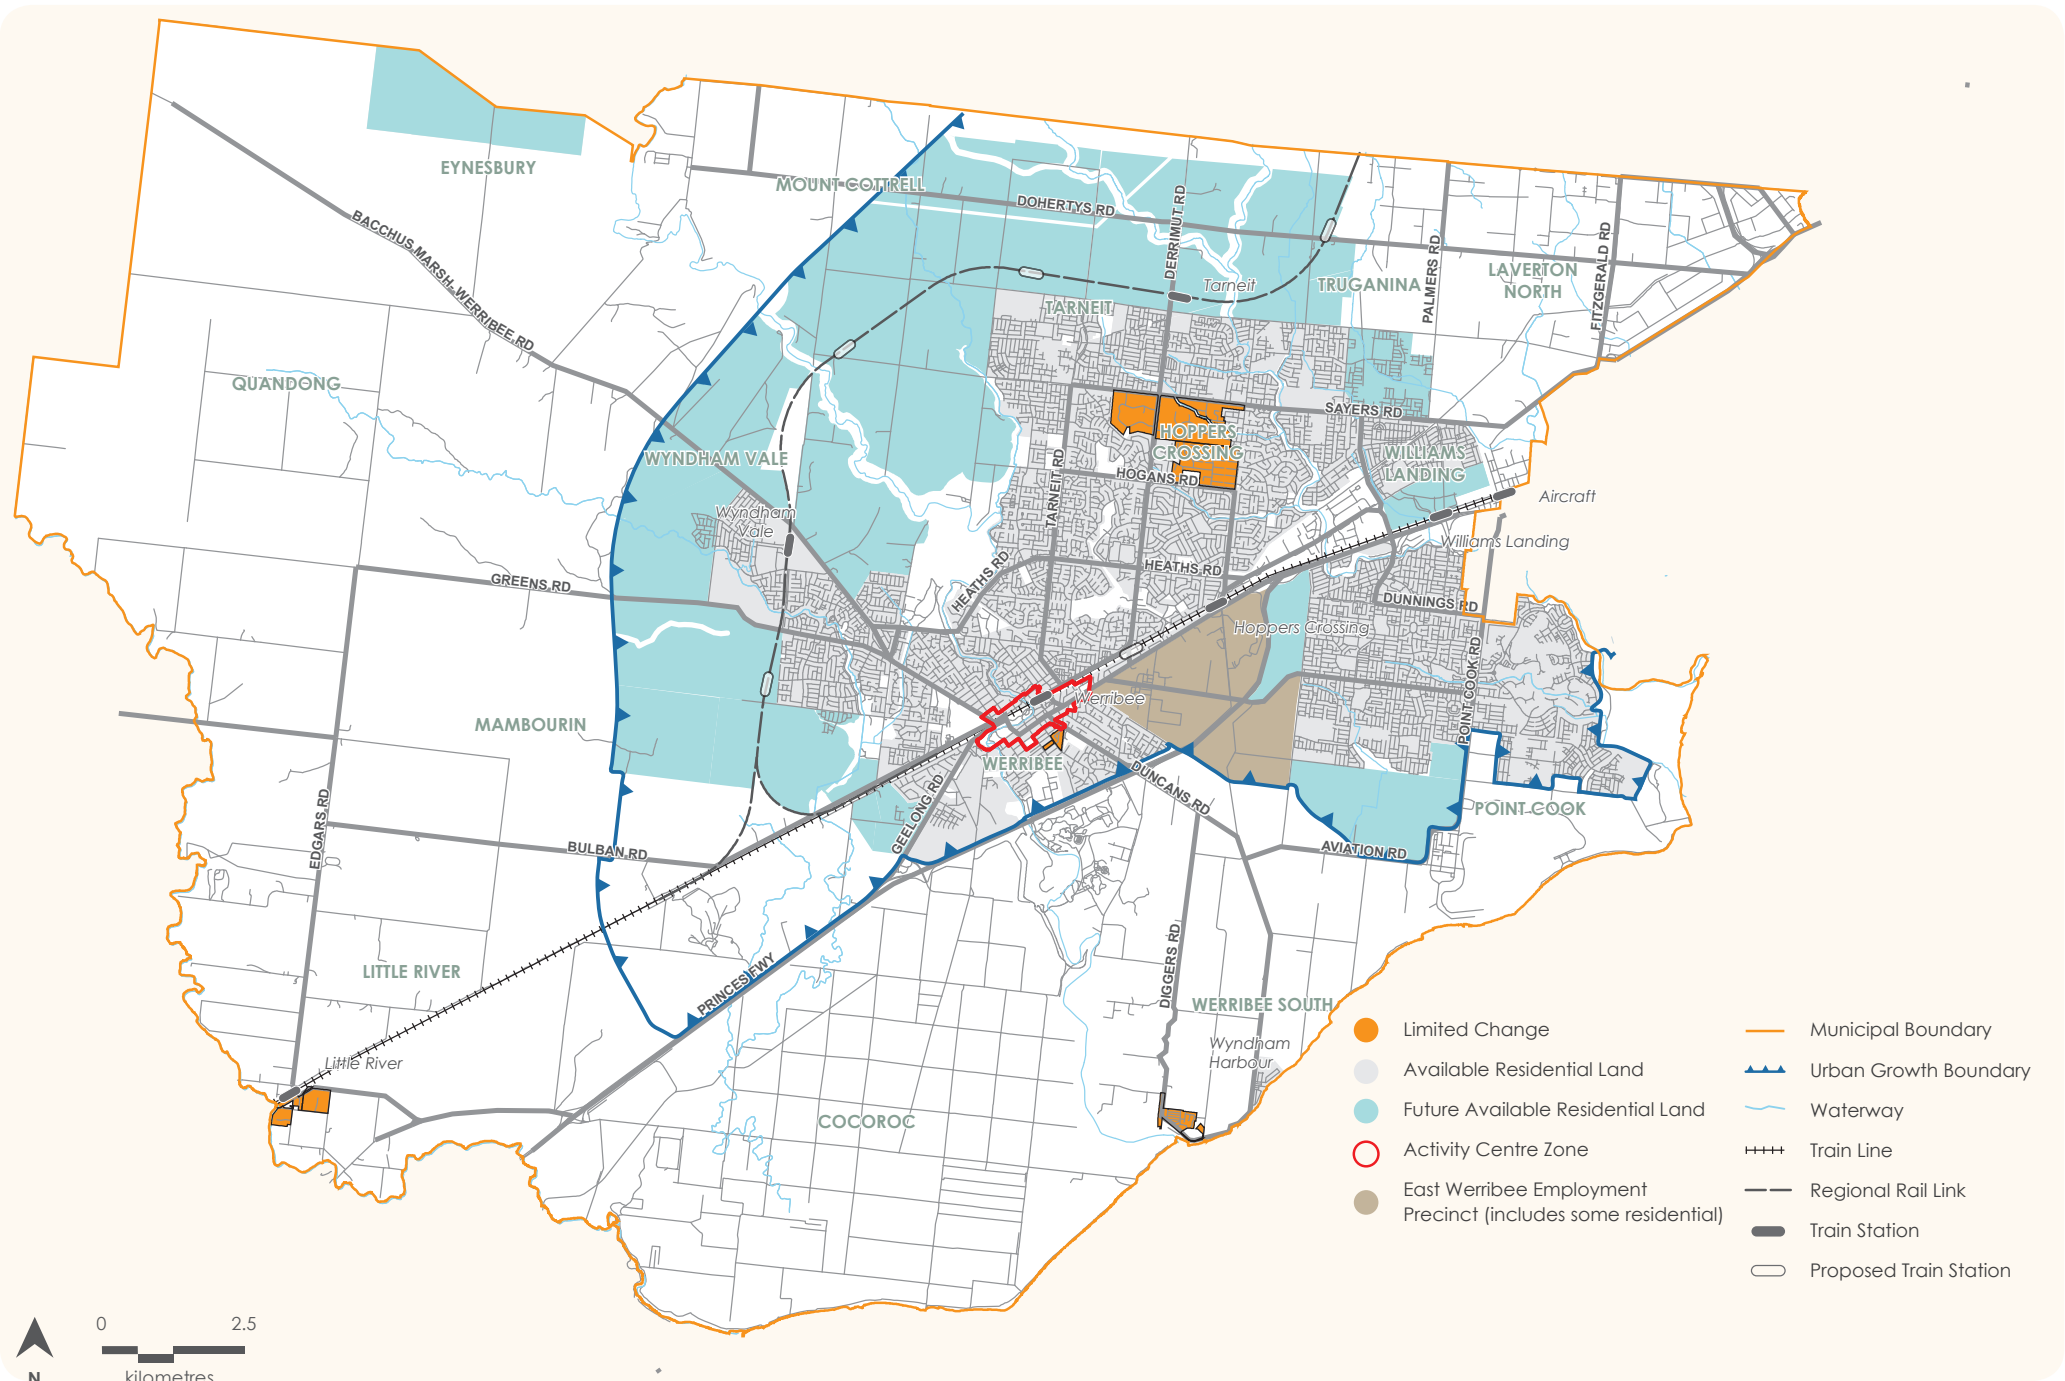 EYNESBURY
MOUNT COTTRELL
DOHERTYS RD
DERRIMUT RD
BACCHUS MARSH-WERRIBEE RD
Tarneit
TRUGANINA
PALMERS RD
LAVERTON
NORTH
FITZGERALD RD
TARNEIT
QUANDONG
SAYERS RD
HOPPERS
CROSSING
WYNDHAM VALE
WILLIAMS
LANDING
TARNEIT RD
HOGANS RD
Aircraft
Wyndham
Vale
Williams Landing
GREENS RD
HEATHS RD
HEATHS RD
DUNNINGS RD
Hoppers Crossing
POINT COOK RD
Werribee
MAMBOURIN
WERRIBEE
DUNCANS RD
POINT COOK
GEELONG RD
EDGARS RD
BULBAN RD
AVIATION RD
LITTLE RIVER
PRINCES FWY
DIGGERS RD
WERRIBEE SOUTH
Wyndham
Harbour
Little River
COCOROC
Limited Change
Available Residential Land
Future Available Residential Land
Activity Centre Zone
East Werribee Employment
Precinct (includes some residential)
Municipal Boundary
Urban Growth Boundary
Waterway
Train Line
Regional Rail Link
Train Station
Proposed Train Station
0 2.5
kilometres
N